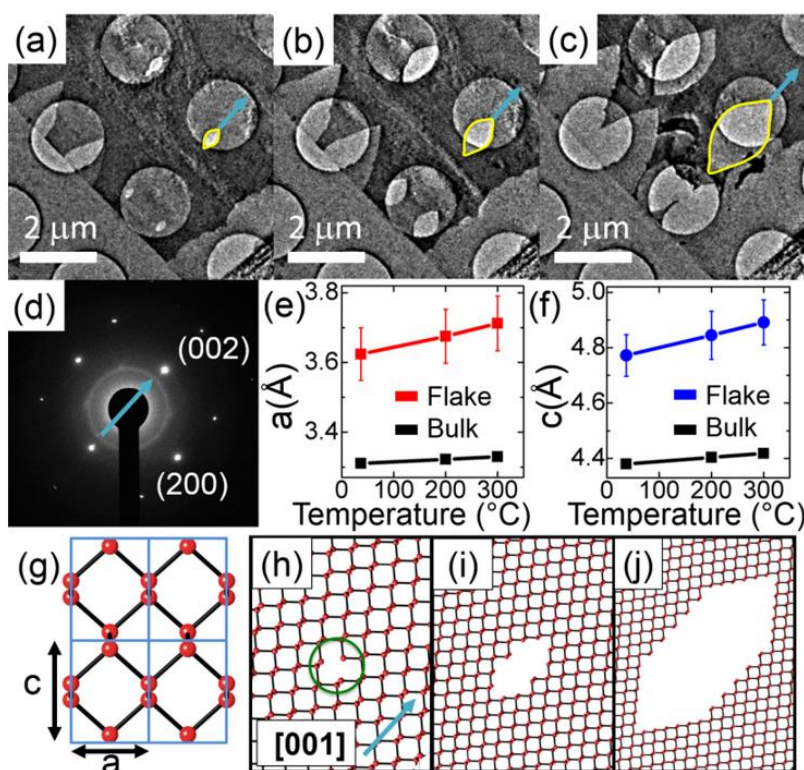 (a)
(b)
(c)
2 μm
2 μm
2 μm
(d)
(002)
(200)
(e)
3.8
3.6
3.3
a(Å)
Flake
Bulk
0 100 200 300
Temperature (°C)
(f)
5.0
4.8
4.6
4.4
c(Å)
Flake
Bulk
0 100 200 300
Temperature (°C)
(g)
c
a
(h)
[001]
(i)
(j)